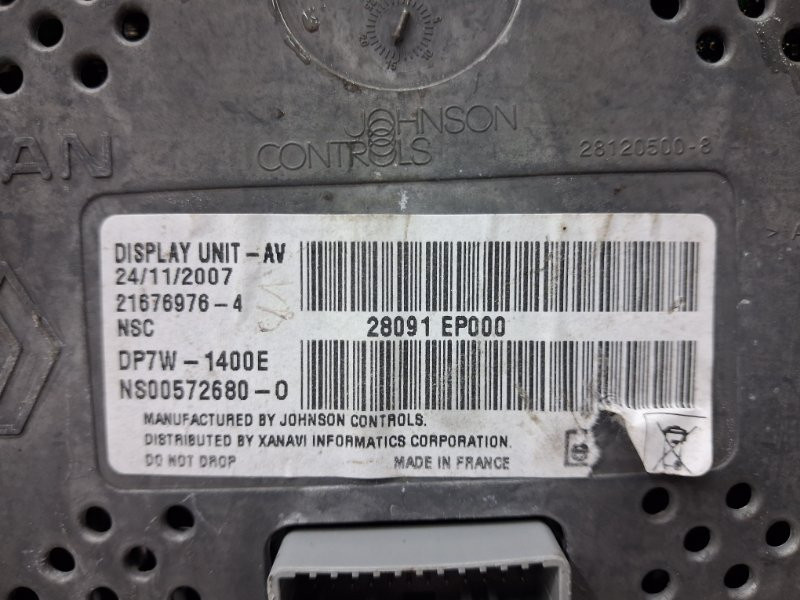 JOHNSON
CONTROLS
28120500-8
AN
DISPLAY UNIT-AV
24/11/2007
21676976-4
NSC
28091 EP000
DP7W-1400E
NS00572680-0
MANUFACTURED BY JOHNSON CONTROLS.
DISTRIBUTED BY XANAVI INFORMATICS CORPORATION.
DO NOT DROP
MADE IN FRANCE